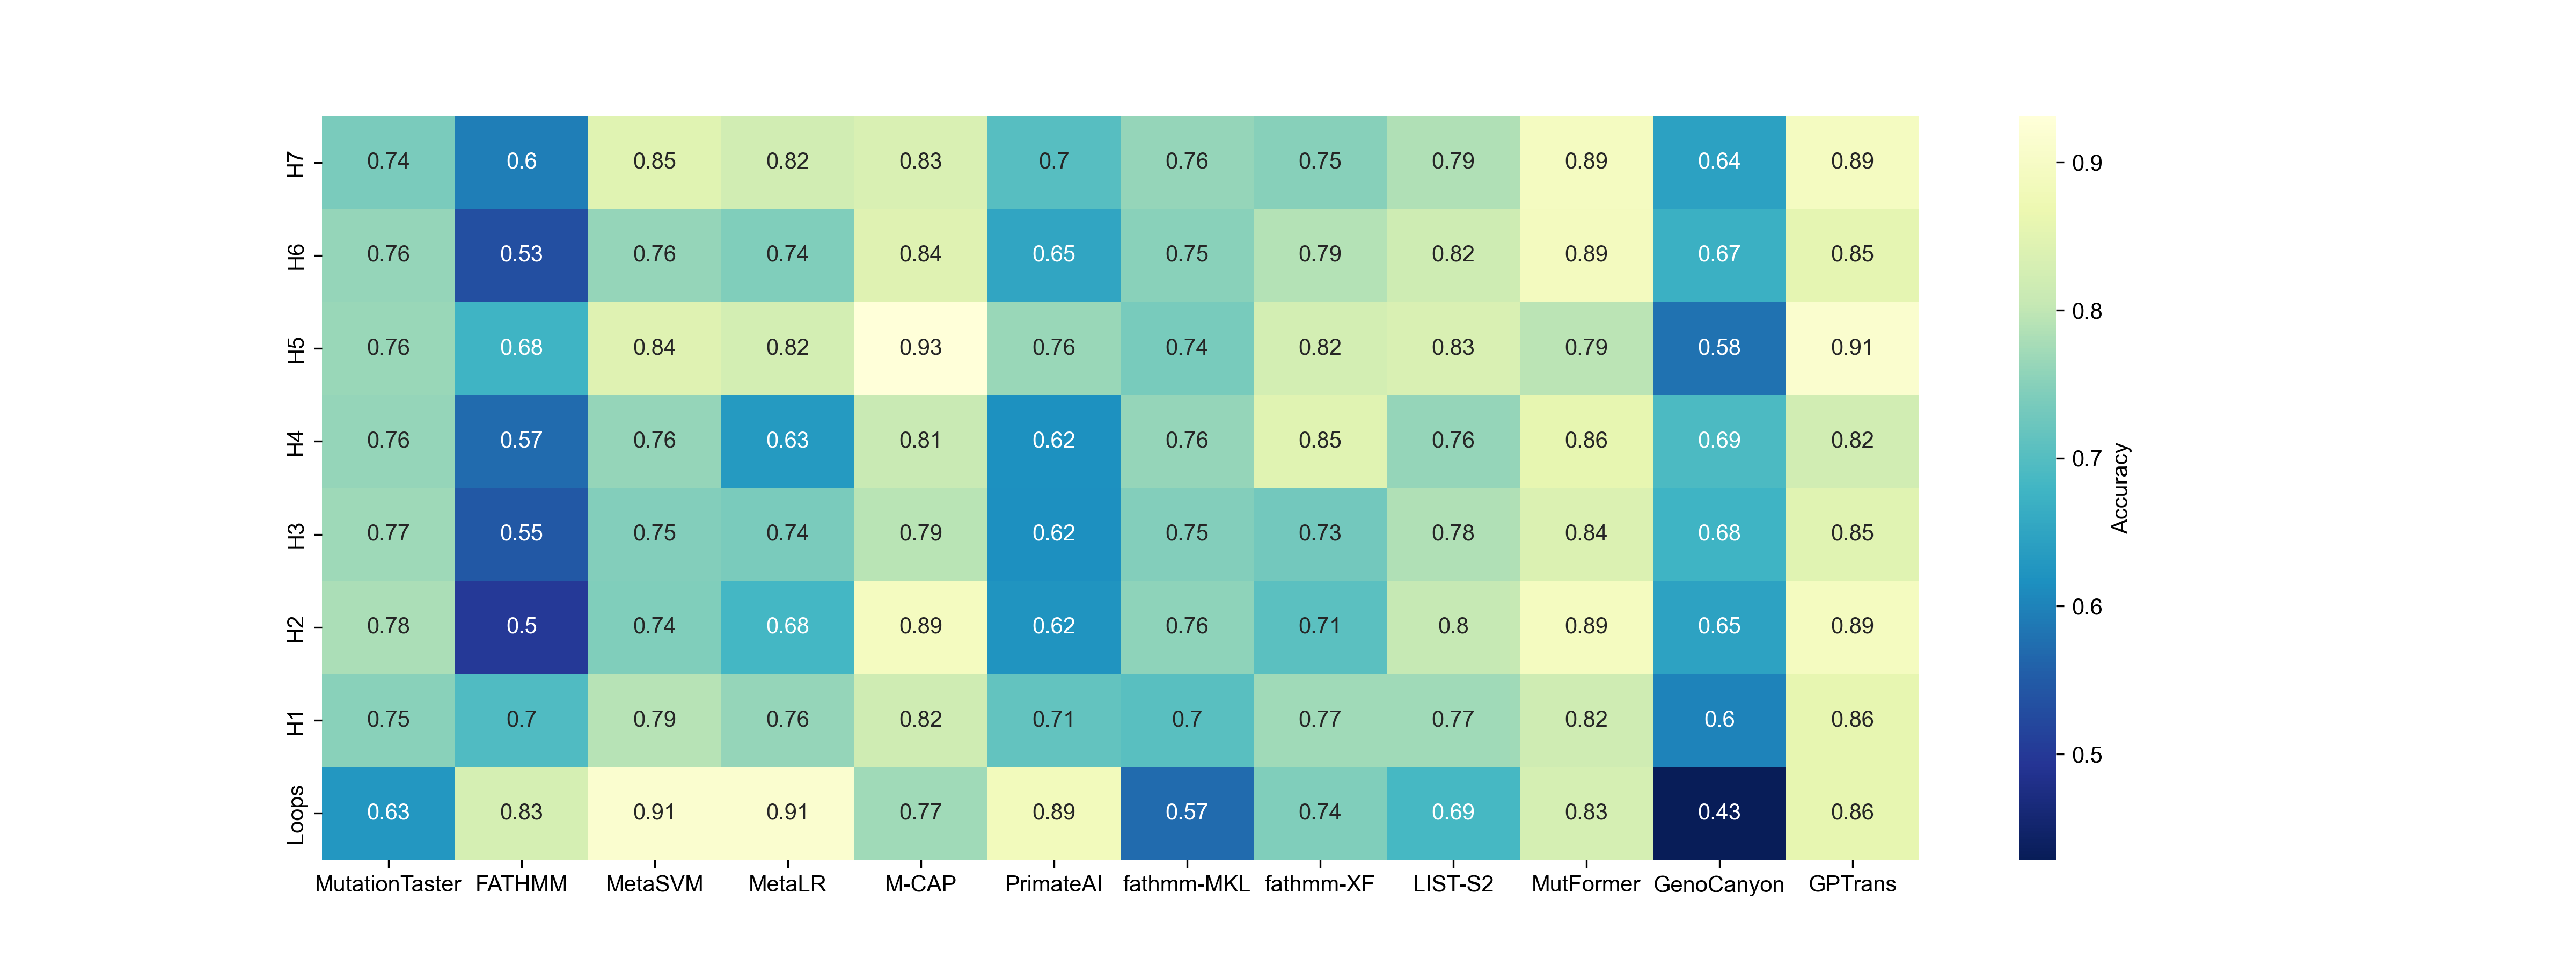 H7 0.74 0.6 0.85 0.82 0.83 0.7 0.76 0.75 0.79 0.89 0.64 0.89
H6 0.76 0.53 0.76 0.74 0.84 0.65 0.75 0.79 0.82 0.89 0.67 0.85
H5 0.76 0.68 0.84 0.82 0.93 0.76 0.74 0.82 0.83 0.79 0.58 0.91
H4 0.76 0.57 0.76 0.63 0.81 0.62 0.76 0.85 0.76 0.86 0.69 0.82
H3 0.77 0.55 0.75 0.74 0.79 0.62 0.75 0.73 0.78 0.84 0.68 0.85
H2 0.78 0.5 0.74 0.68 0.89 0.62 0.76 0.71 0.8 0.89 0.65 0.89
H1 0.75 0.7 0.79 0.76 0.82 0.71 0.7 0.77 0.77 0.82 0.6 0.86
Loops 0.63 0.83 0.91 0.91 0.77 0.89 0.57 0.74 0.69 0.83 0.43 0.86
MutationTaster FATHMM MetaSVM MetaLR M-CAP PrimateAI fathmm-MKL fathmm-XF LIST-S2 MutFormer GenoCanyon GPTrans
0.9
0.8
0.7
0.6
0.5
Accuracy